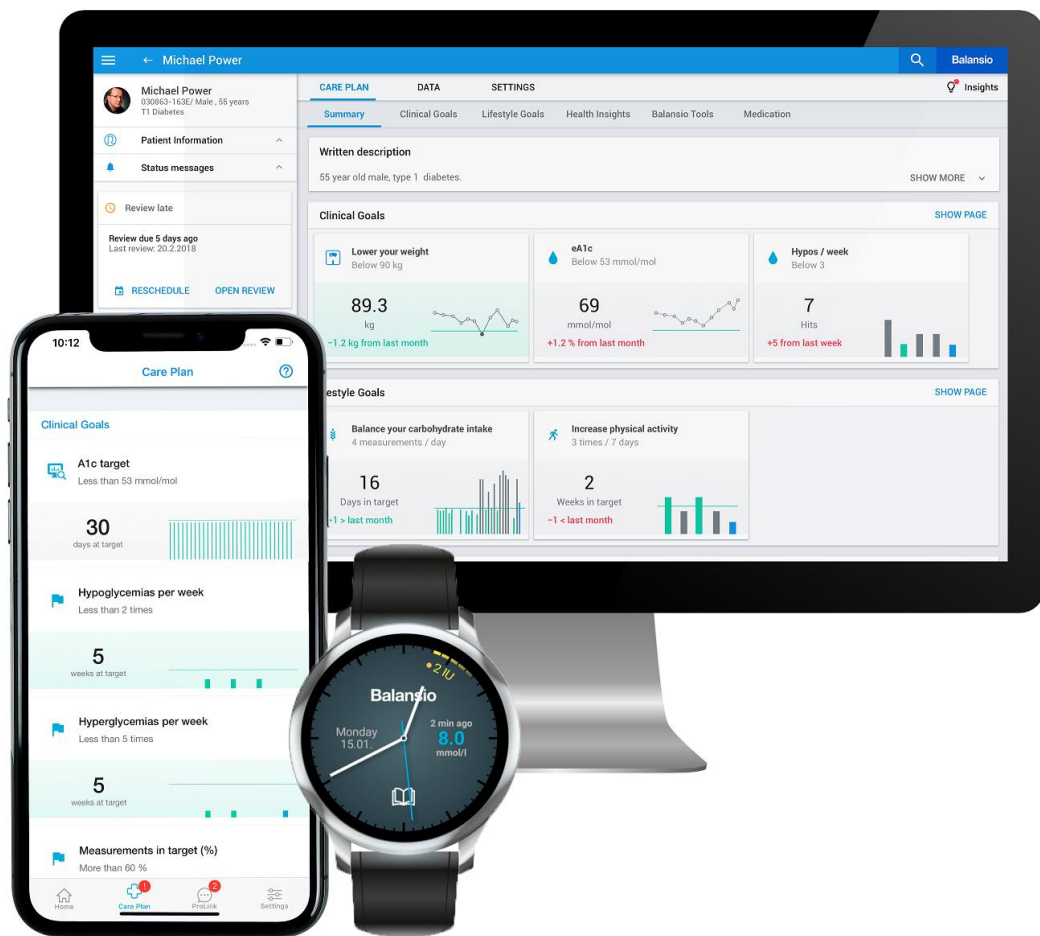 Michael Power
Balansio
Michael Power
030863-163E/ Male , 55 years
T1 Diabetes
Patient Information
Status messages
Review late
Review due 5 days ago
Last review: 20.2.2018
RESCHEDULE OPEN REVIEW
CARE PLAN DATA SETTINGS
Insights
Summary Clinical Goals Lifestyle Goals Health Insights Balansio Tools Medication
Written description
55 year old male, type 1 diabetes.
SHOW MORE
Clinical Goals
SHOW PAGE
Lower your weight
Below 90 kg
89.3
kg
−1.2 kg from last month
eA1c
Below 53 mmol/mol
69
mmol/mol
+1.2 % from last month
Hypos / week
Below 3
7
Hits
+5 from last week
estyle Goals
SHOW PAGE
Balance your carbohydrate intake
4 measurements / day
16
Days in target
+1 > last month
Increase physical activity
3 times / 7 days
2
Weeks in target
−1 < last month
10:12
Care Plan
Clinical Goals
A1c target
Less than 53 mmol/mol
30
days at target
Hypoglycemias per week
Less than 2 times
5
weeks at target
Hyperglycemias per week
Less than 5 times
5
weeks at target
Measurements in target (%)
More than 60 %
! 2
Home Care Plan ProLink Settings
2 IU
Balansio
Monday
15.01.
2 min ago
8.0
mmol/l